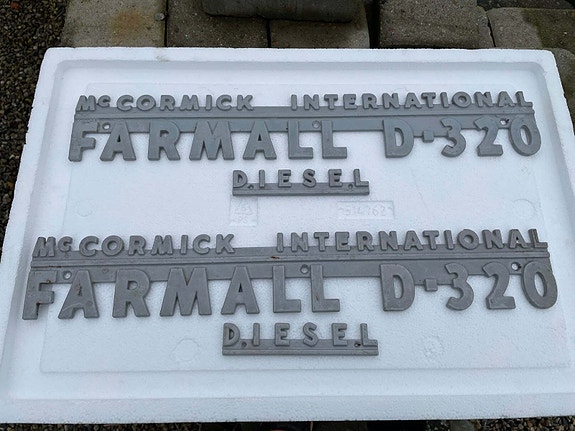 McCORMICK INTERNATIONAL
FARMALL D-320
DIESEL
McCORMICK INTERNATIONAL
FARMALL D-320
DIESEL